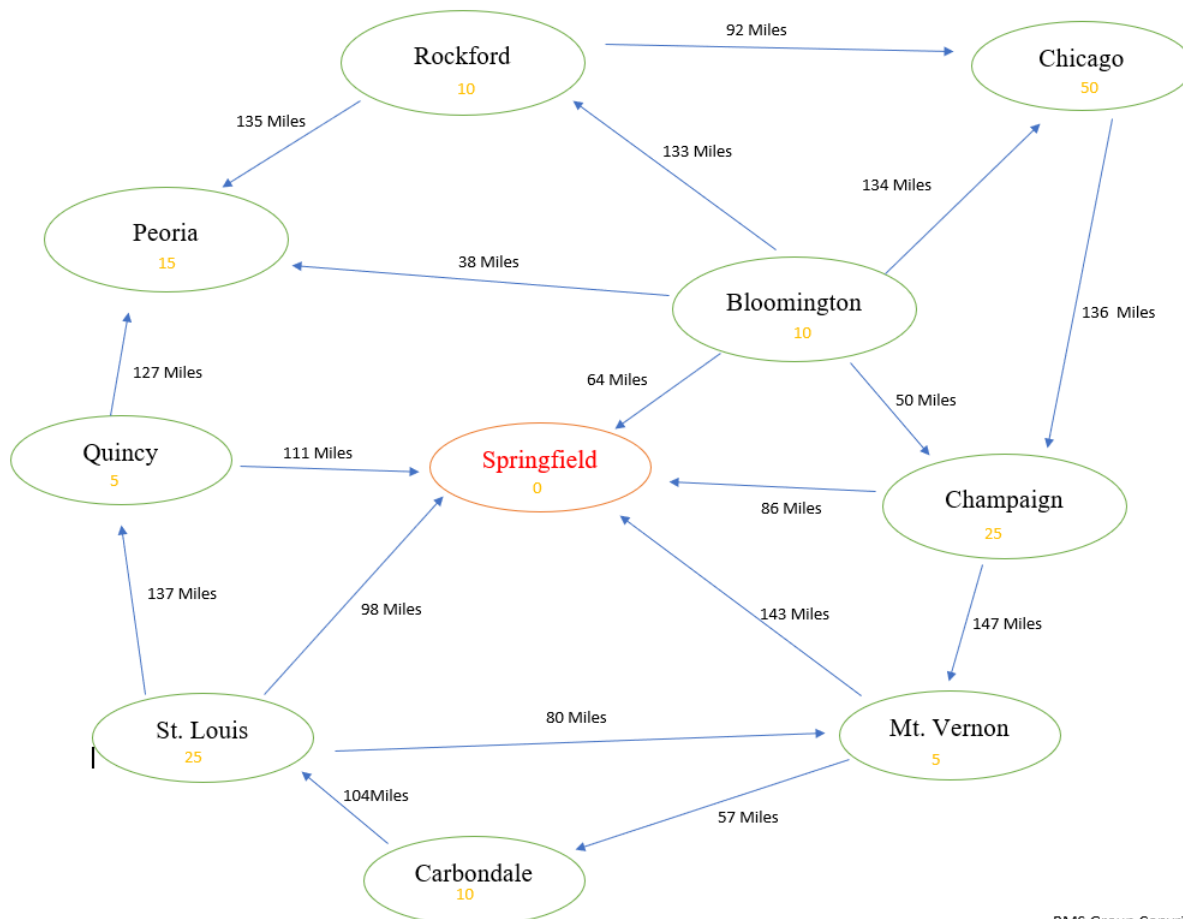 92 Miles
Rockford
10
Chicago
50
135 Miles
133 Miles
134 Miles
Peoria
15
38 Miles
Bloomington
10
136  Miles
127 Miles
64 Miles
50 Miles
Quincy
5
111 Miles
Springfield
0
86 Miles
Champaign
25
137 Miles
98 Miles
143 Miles
147 Miles
St. Louis
25
80 Miles
Mt. Vernon
5
104Miles
57 Miles
Carbondale
10